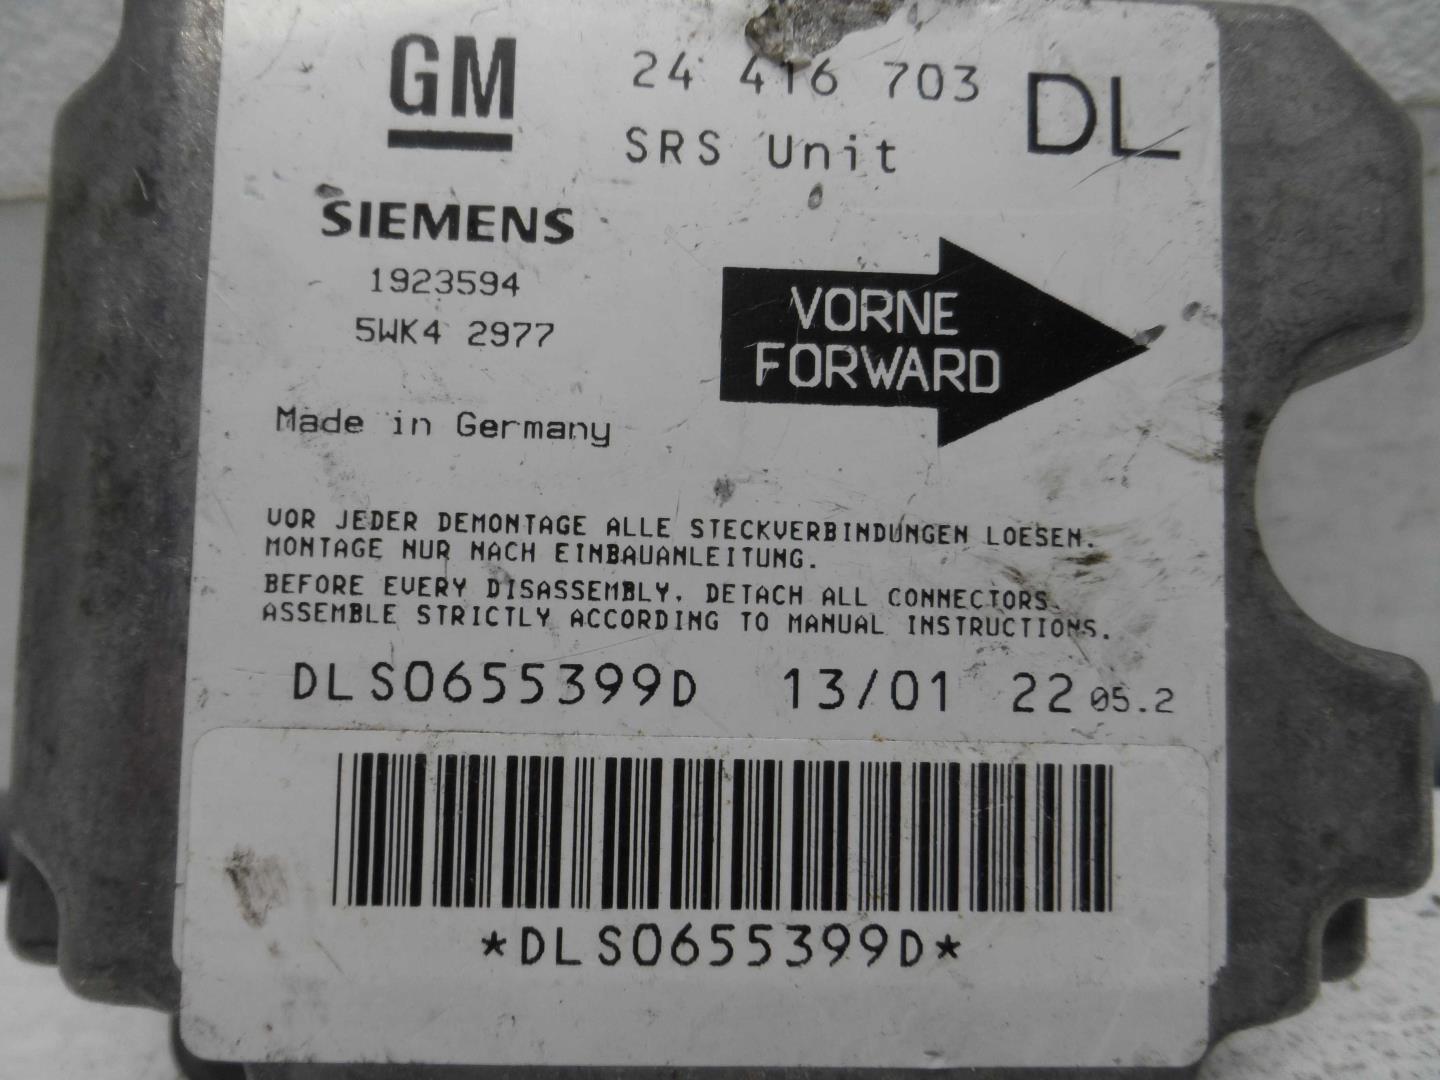 GM
24 416 703
DL
SRS Unit
SIEMENS
1923594
5WK4 2977
VORNE
FORWARD
Made in Germany
VOR JEDER DEMONTAGE ALLE STECKVERBINDUNGEN LOESEN.
MONTAGE NUR NACH EINBAUANLEITUNG.
BEFORE EVERY DISASSEMBLY, DETACH ALL CONNECTORS.
ASSEMBLE STRICTLY ACCORDING TO MANUAL INSTRUCTIONS.
DLS0655399D 13/01 22 05.2
*DLS0655399D*